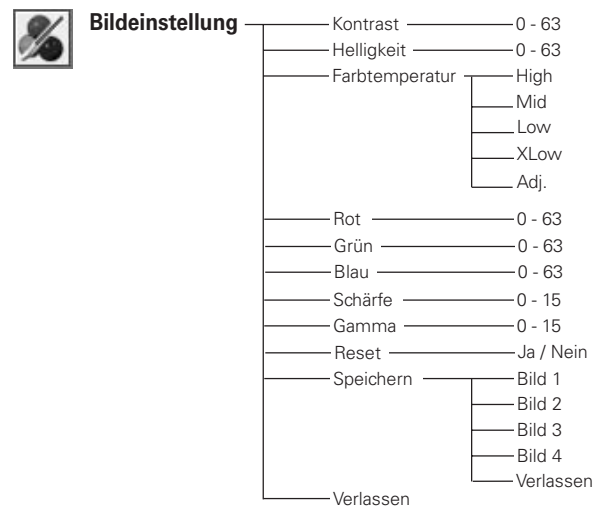 Bildeinstellung Kontrast 0 - 63
Helligkeit 0 - 63
Farbtemperatur High
Mid
Low
XLow
Adj.
Rot 0 - 63
Grün 0 - 63
Blau 0 - 63
Schärfe 0 - 15
Gamma 0 - 15
Reset Ja / Nein
Speichern Bild 1
Bild 2
Bild 3
Bild 4
Verlassen
Verlassen